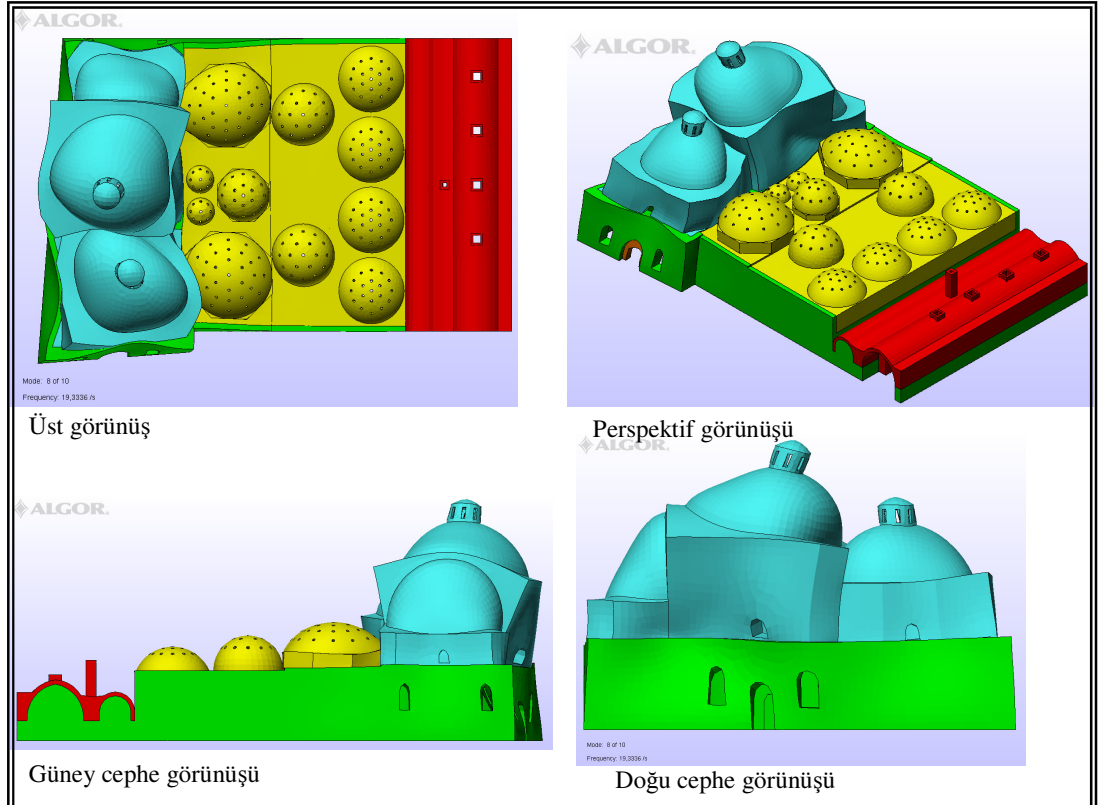 ALGOR.
Mode: 8 of 10
Frequency: 19,3336 /s
Üst görünüş
ALGOR.
Perspektif görünüşü
ALGOR.
Güney cephe görünüşü
ALGOR.
Mode: 8 of 10
Frequency: 19,3336 /s
Doğu cephe görünüşü